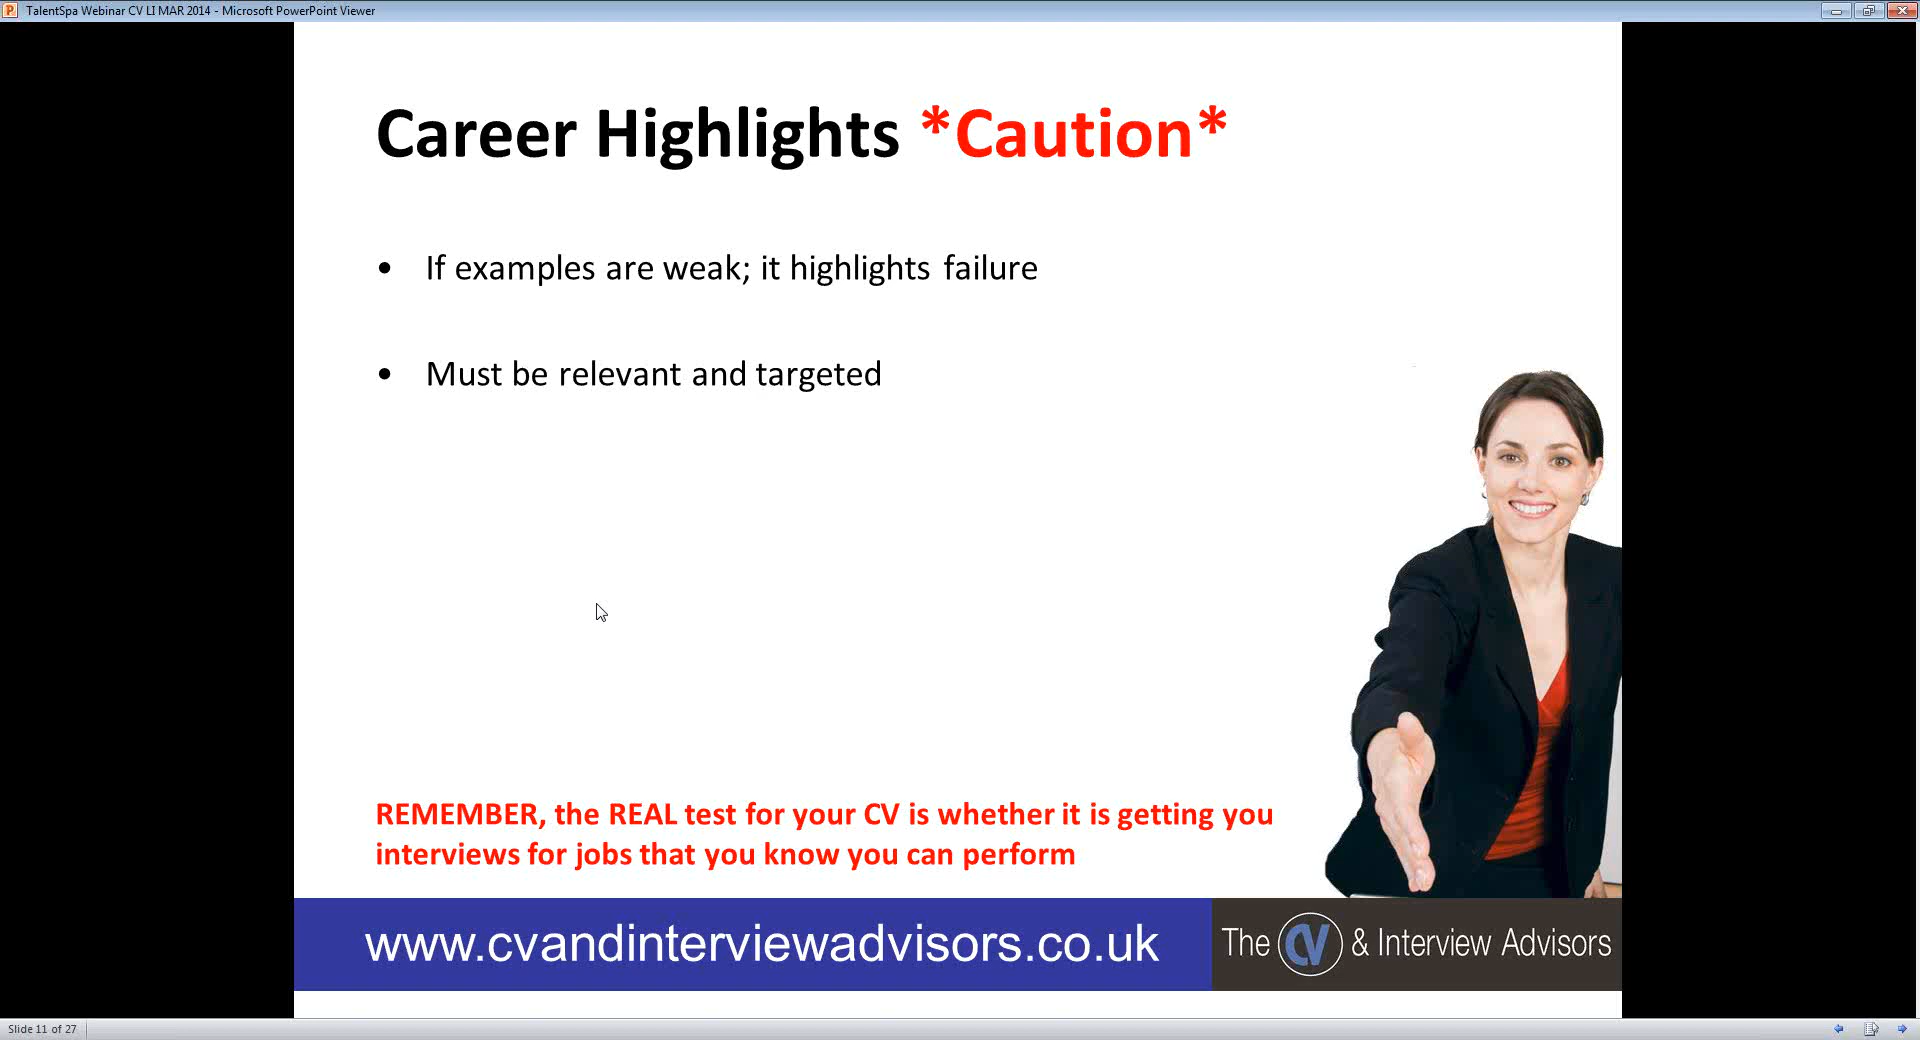 TalentSpa Webinar CV LI MAR 2014 - Microsoft PowerPoint Viewer
Career Highlights *Caution*
• If examples are weak; it highlights failure
• Must be relevant and targeted
REMEMBER, the REAL test for your CV is whether it is getting you
interviews for jobs that you know you can perform
www.cvandinterviewadvisors.co.uk
The CV & Interview Advisors
Slide 11 of 27